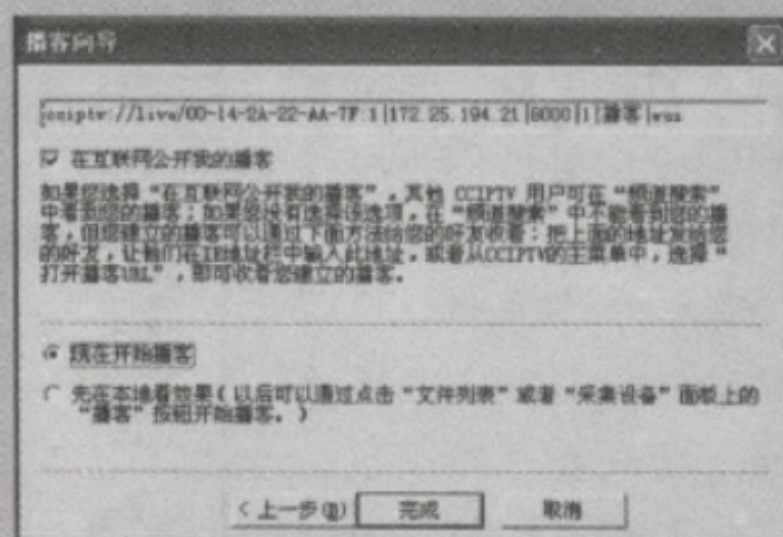 播客向导
cciptv://live/00-14-2A-22-AA-7F:1|172.25.194.21|8000|1|播客|wus
在互联网公开我的播客
如果您选择“在互联网公开我的播客”,其他 CCIPTV 用户可在“频道搜索”
中看到您的播客;如果您没有选择该选项,在“频道搜索”中不能看到您的播
客,但您建立的播客可以通过下面方法给您的好友收看:把上面的地址发给您
的好友,让他们在IE地址栏中输入此地址,或者从CCIPTV的主菜单中,选择“
打开播客URL”,即可收看您建立的播客。
现在开始播客
先在本地看效果(以后可以通过点击“文件列表”或者“采集设备”面板上的
“播客”按钮开始播客。)
<上一步(B)
完成
取消